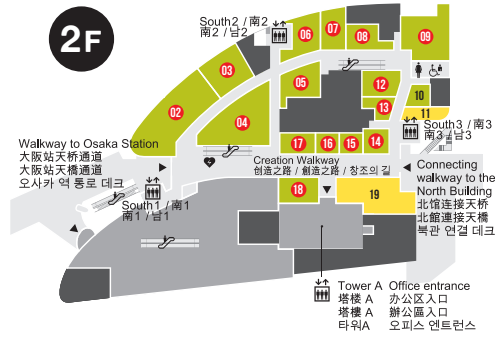 2F
South2 / 南2
南2 / 남2
06
07
08
09
03
05
12
02
10
13
11
04
South3 / 南3
南3 / 남3
17
16
15
14
Walkway to Osaka Station
大阪站天桥通道
大阪站天橋通道
오사카 역 통로 데크
Creation Walkway
创造之路 / 創造之路 / 창조의 길
Connecting
walkway to the
North Building
北馆连接天桥
北館連接天橋
북관 연결 데크
18
19
South1 / 南1
南1 / 남1
Tower A
塔楼 A
塔樓 A
타워A
Office entrance
办公区入口
辦公區入口
오피스 엔트런스